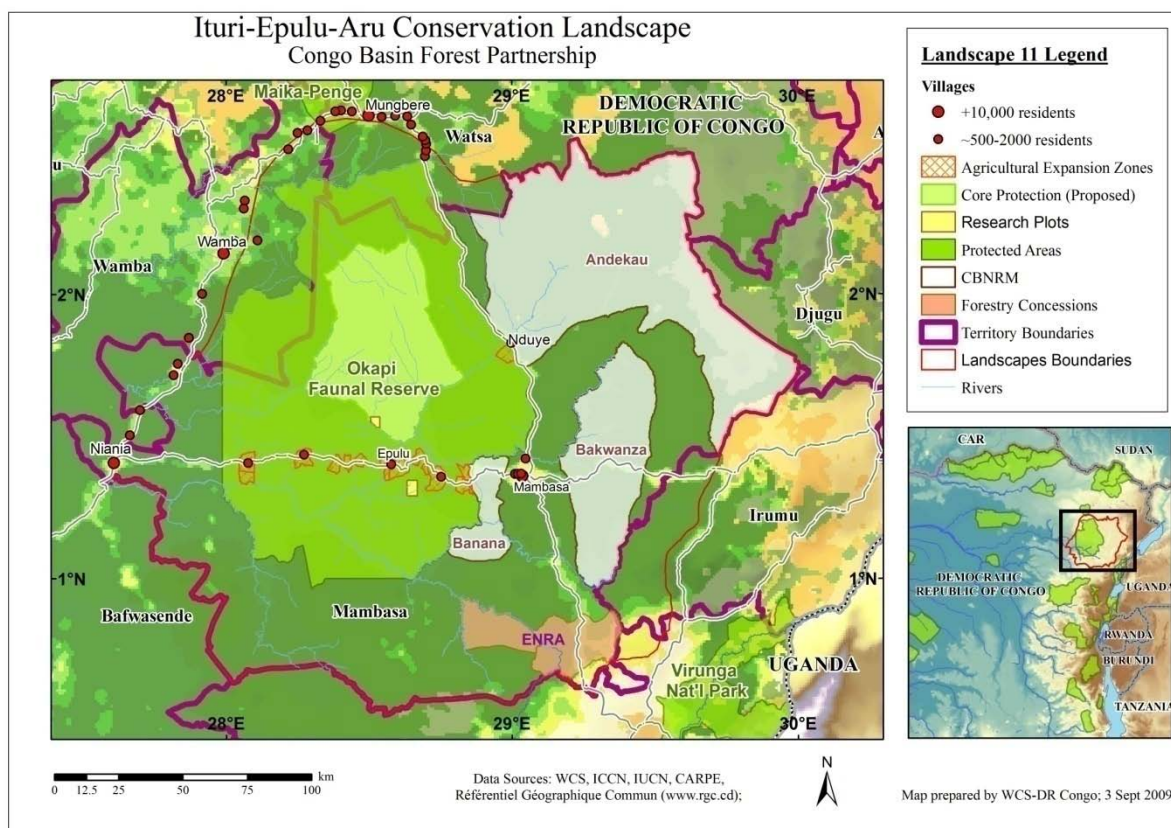 Ituri-Epulu-Aru Conservation Landscape
Congo Basin Forest Partnership
28°E
29°E
30°E
Maika-Penge
Mungbere
DEMOCRATIC
REPUBLIC OF CONGO
Watsa
A
u
Wamba
Wamba
Andekau
2°N
2°N
Djugu
Nduye
Okapi
Faunal Reserve
Niania
Epulu
Bakwanza
Mambasa
Irumu
Banana
1°N
1°N
Bafwasende
Mambasa
ENRA
Virunga
Nat'l Park
UGANDA
28°E
29°E
30°E
Landscape 11 Legend
Villages
+10,000 residents
~500-2000 residents
Agricultural Expansion Zones
Core Protection (Proposed)
Research Plots
Protected Areas
CBNRM
Forestry Concessions
Territory Boundaries
Landscapes Boundaries
Rivers
CAR
SUDAN
DEMOCRATIC
REPUBLIC OF CONGO
UGANDA
RWANDA
BURUNDI
TANZANIA
km
0 12.5 25 50 75 100
Data Sources: WCS, ICCN, IUCN, CARPE,
Référentiel Géographique Commun (www.rgc.cd);
N
Map prepared by WCS-DR Congo; 3 Sept 2009